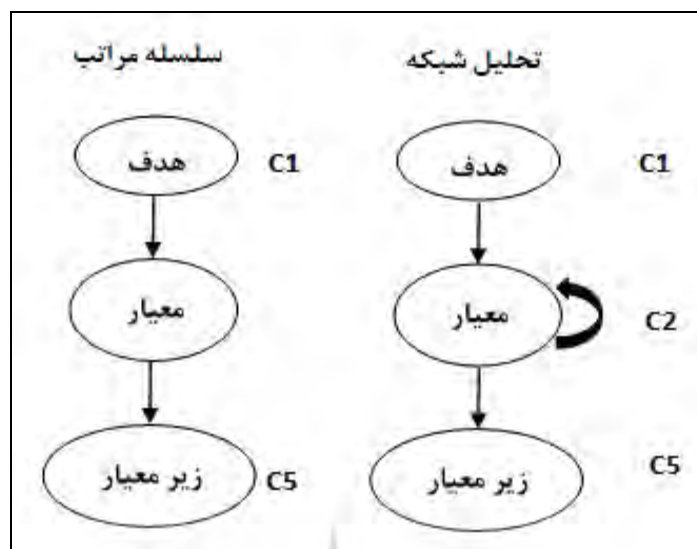 تحلیل شبکه
هدف C1
معیار C2
زیر معیار C5
سلسله مراتب
هدف C1
معیار
زیر معیار C5